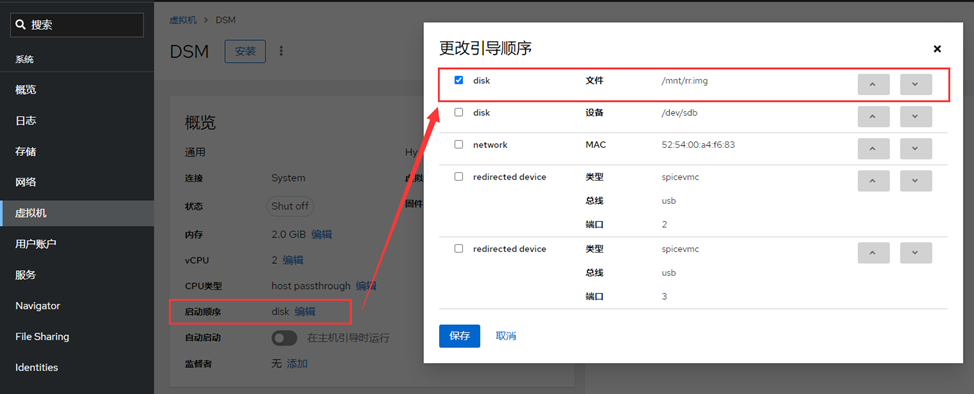 搜索
系统
概览
日志
存储
网络
虚拟机
用户账户
服务
Navigator
File Sharing
Identities
虚拟机 > DSM
DSM 安装
概览
通用
连接 System
状态 Shut off
内存 2.0 GiB 编辑
vCPU 2 编辑
CPU类型 host passthrough 编辑
启动顺序 disk 编辑
自动启动 在主机引导时运行
监督者 无 添加
Hy
虚拟
固件
更改引导顺序
disk 文件 /mnt/rr.img
disk 设备 /dev/sdb
network MAC 52:54:00:a4:f6:83
redirected device 类型 spicevmc
总线 usb
端口 2
redirected device 类型 spicevmc
总线 usb
端口 3
保存 取消